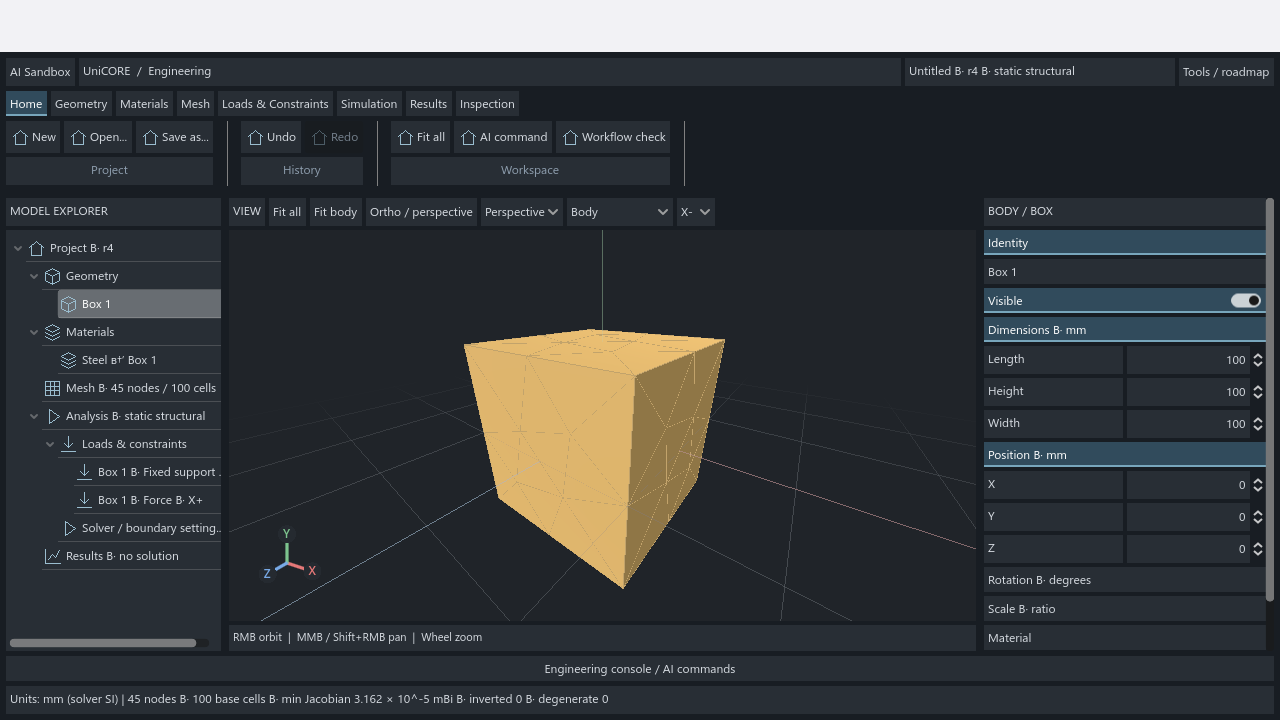 AI Sandbox
UniCORE / Engineering
Untitled В· r4 В· static structural
Tools / roadmap
Home
Geometry
Materials
Mesh
Loads & Constraints
Simulation
Results
Inspection
New
Open...
Save as...
Undo
Redo
Fit all
AI command
Workflow check
Project
History
Workspace
MODEL EXPLORER
VIEW
Fit all
Fit body
Ortho / perspective
Perspective
Body
X-
BODY / BOX
Project В· r4
Geometry
Box 1
Materials
Steel в†’ Box 1
Mesh В· 45 nodes / 100 cells
Analysis В· static structural
Loads & constraints
Box 1 В· Fixed support .
Box 1 В· Force В· X+
Solver / boundary setting..
Results В· no solution
Y
Z
X
Identity
Box 1
Visible
Dimensions В· mm
Length 100
Height 100
Width 100
Position В· mm
X 0
Y 0
Z 0
Rotation В· degrees
Scale В· ratio
Material
RMB orbit | MMB / Shift+RMB pan | Wheel zoom
Engineering console / AI commands
Units: mm (solver SI) | 45 nodes В· 100 base cells В· min Jacobian 3.162 × 10^-5 mВі В· inverted 0 В· degenerate 0